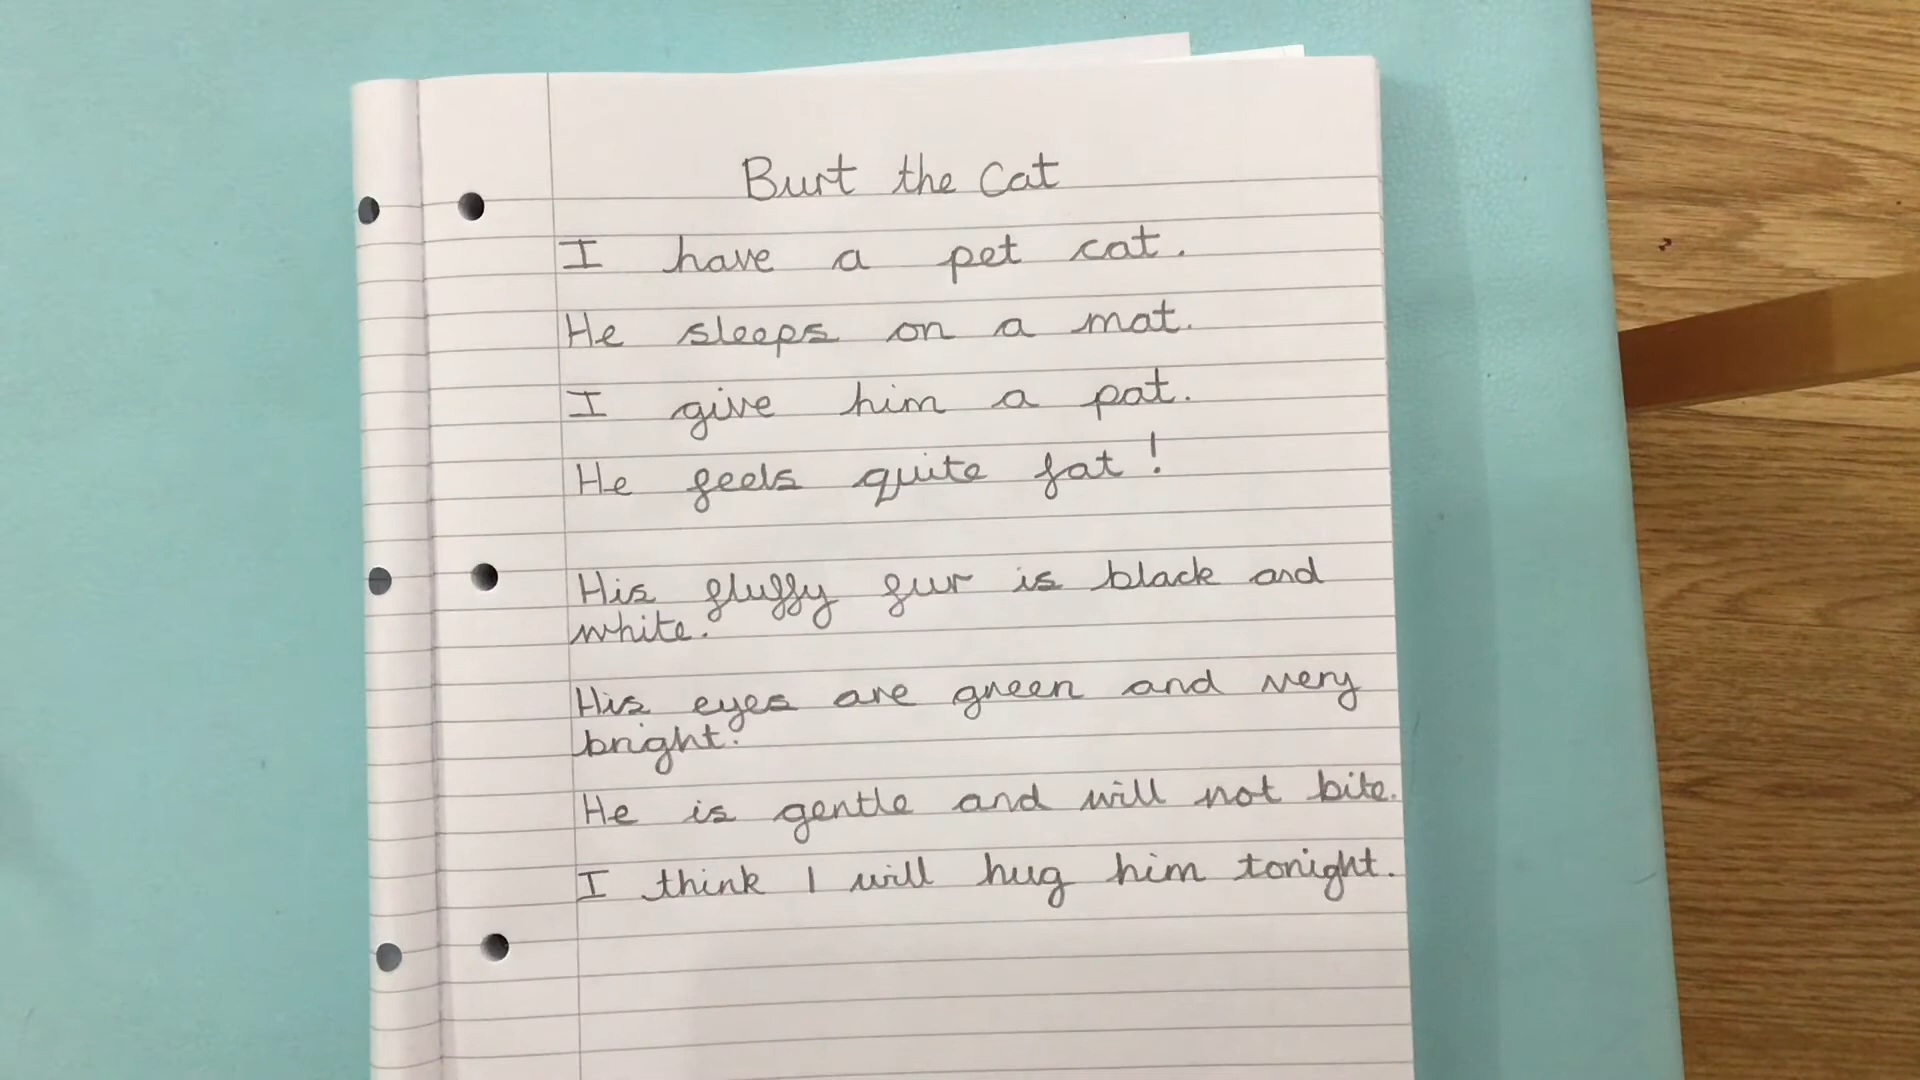 Burt the Cat
I have a pet cat.
He sleeps on a mat.
I give him a pat.
He feels quite fat!
His fluffy fur is black and
white.
His eyes are green and very
bright.
He is gentle and will not bite.
I think I will hug him tonight.